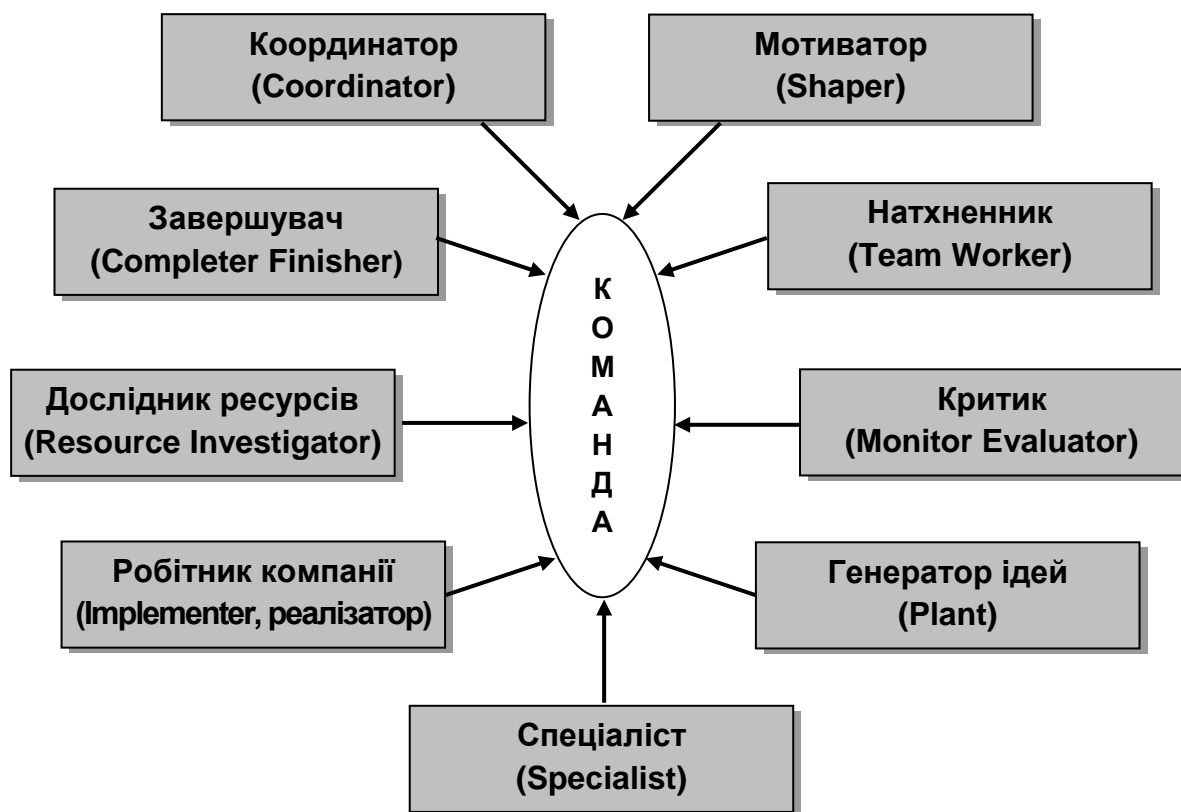 Координатор
(Coordinator)
Мотиватор
(Shaper)
Завершувач
(Completer Finisher)
Натхненник
(Team Worker)
К
О
М
А
Н
Д
А
Дослідник ресурсів
(Resource Investigator)
Критик
(Monitor Evaluator)
Робітник компанії
(Implementer, реалізатор)
Генератор ідей
(Plant)
Спеціаліст
(Specialist)